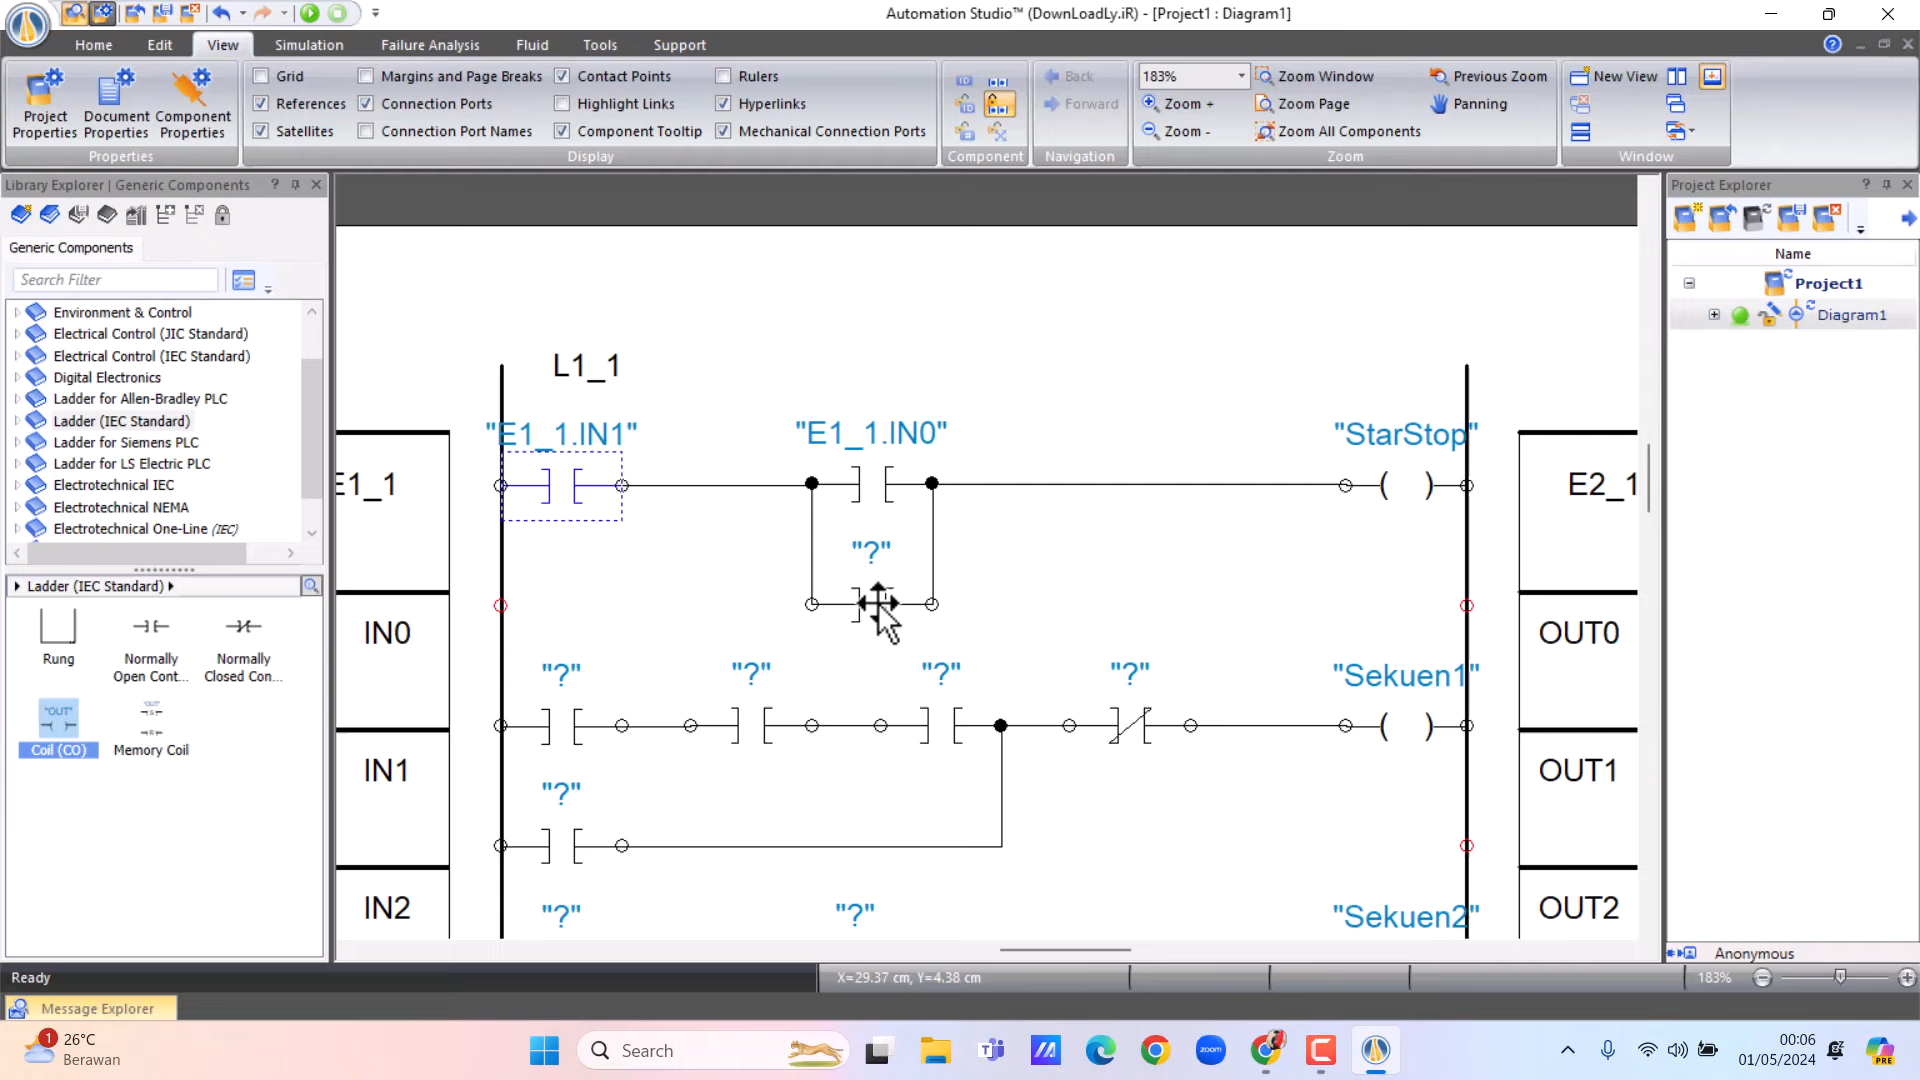 Automation Studio™ (DownLoadLy.iR) - [Project1 : Diagram1]
Home Edit View Simulation Failure Analysis Fluid Tools Support
Project Properties
Document Properties
Component Properties
Properties
Grid
References
Satellites
Margins and Page Breaks
Connection Ports
Connection Port Names
Contact Points
Highlight Links
Component Tooltip
Rulers
Hyperlinks
Mechanical Connection Ports
Display
Component
Back
Forward
Navigation
183%
Zoom +
Zoom -
Zoom Window
Zoom Page
Zoom All Components
Previous Zoom
Panning
Zoom
New View
Window
Library Explorer | Generic Components
Generic Components
Search Filter
Environment & Control
Electrical Control (JIC Standard)
Electrical Control (IEC Standard)
Digital Electronics
Ladder for Allen-Bradley PLC
Ladder (IEC Standard)
Ladder for Siemens PLC
Ladder for LS Electric PLC
Electrotechnical IEC
Electrotechnical NEMA
Electrotechnical One-Line (IEC)
Ladder (IEC Standard)
Rung
Normally Open Cont...
Normally Closed Con...
"OUT"
Coil (CO)
"OUT"
S
R
Memory Coil
L1_1
"E1_1.IN1" "E1_1.IN0" "StarStop"
E1_1
E2_1
"?"
IN0
OUT0
"?" "?" "?" "?" "Sekuen1"
IN1
OUT1
"?"
IN2
"?" "?" "Sekuen2"
OUT2
Project Explorer
Name
Project1
Diagram1
Anonymous
Ready
X=29.37 cm, Y=4.38 cm
183%
Message Explorer
1
26°C
Berawan
Search
zoom
00:06
01/05/2024
PRE